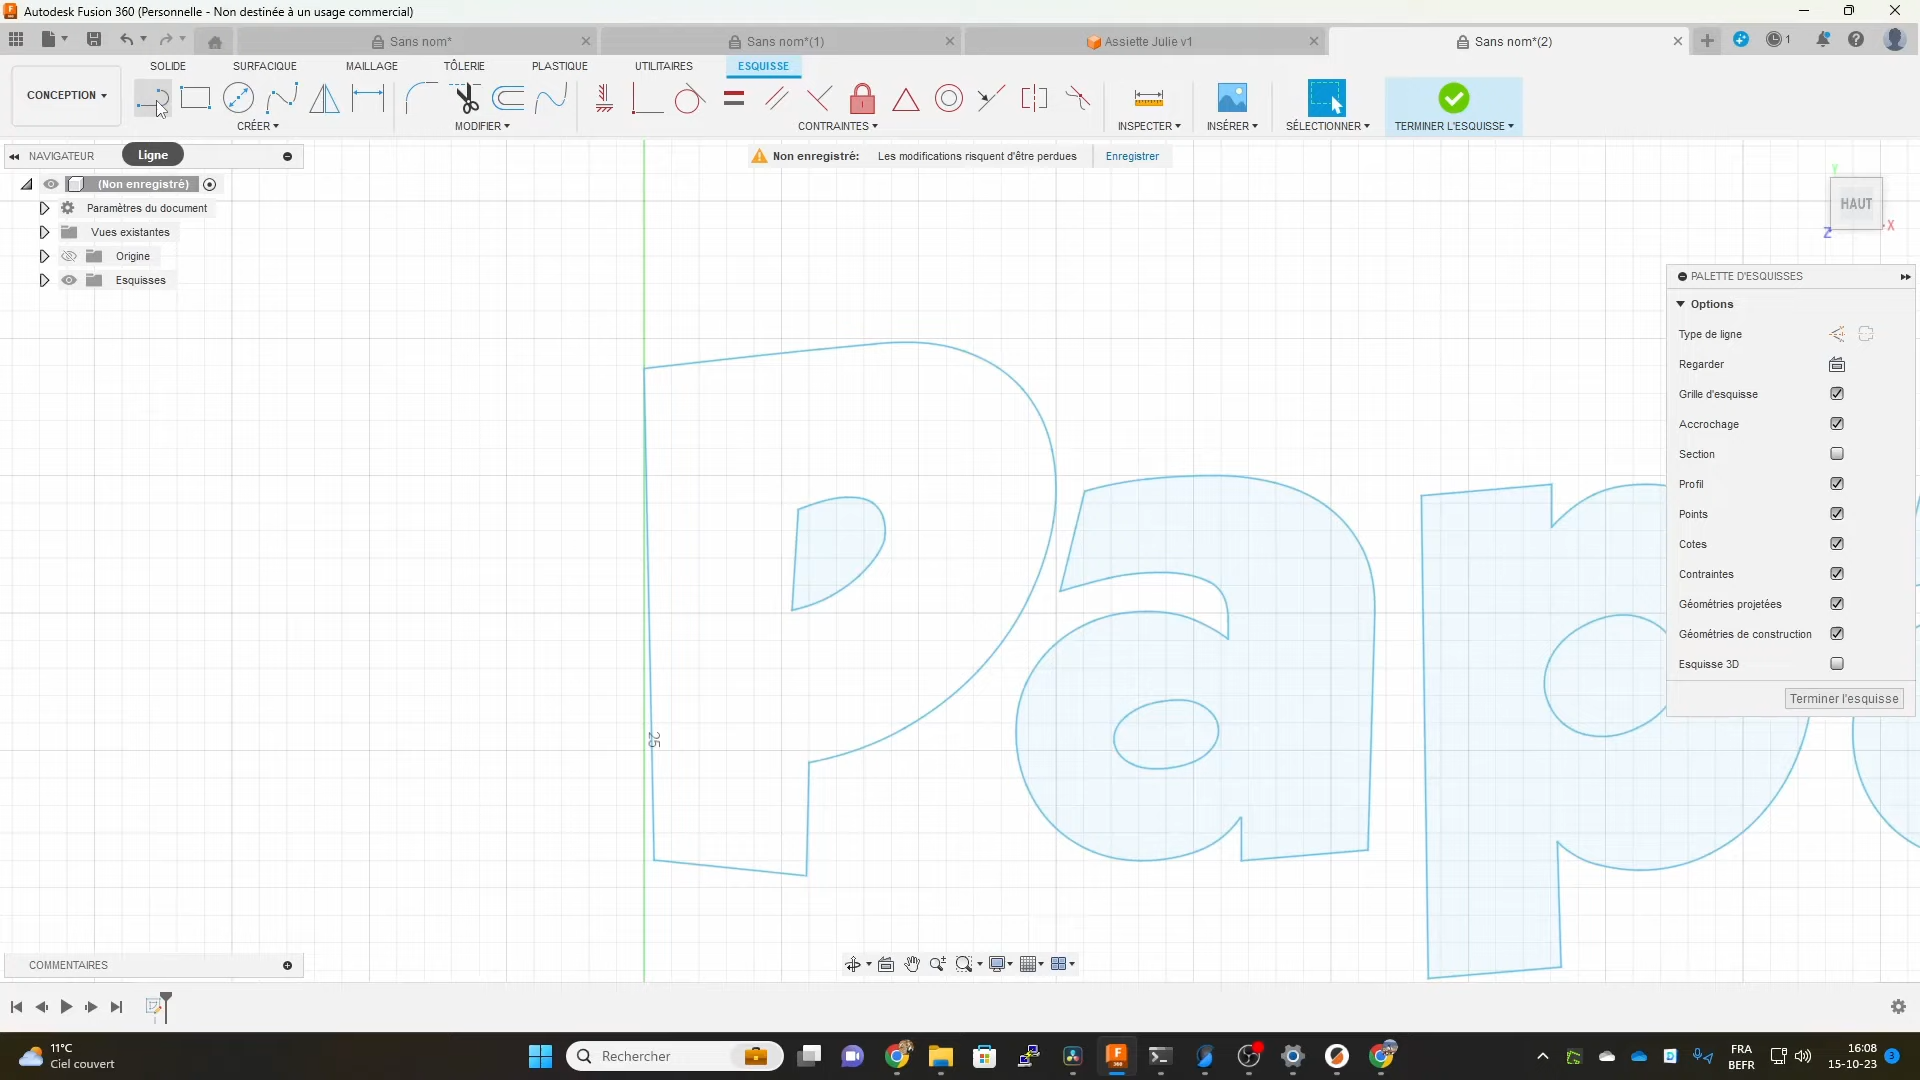 Autodesk Fusion 360 (Personnelle - Non destinée à un usage commercial)
Sans nom*
Sans nom*(1)
Assiette Julie v1
Sans nom*(2)
1
SOLIDE
SURFACIQUE
MAILLAGE
TÔLERIE
PLASTIQUE
UTILITAIRES
ESQUISSE
CONCEPTION
CRÉER
MODIFIER
CONTRAINTES
INSPECTER
INSÉRER
SÉLECTIONNER
TERMINER L'ESQUISSE
NAVIGATEUR
Ligne
Non enregistré:
Les modifications risquent d'être perdues
Enregistrer
(Non enregistré)
Paramètres du document
Vues existantes
Origine
Esquisses
Y
HAUT
X
Z
PALETTE D'ESQUISSES
Options
Type de ligne
Regarder
Grille d'esquisse
Accrochage
Section
Profil
Points
Cotes
Contraintes
Géométries projetées
Géométries de construction
Esquisse 3D
Terminer l'esquisse
Pap
25
COMMENTAIRES
11°C
Ciel couvert
Rechercher
FRA
BEFR
16:08
15-10-23
3